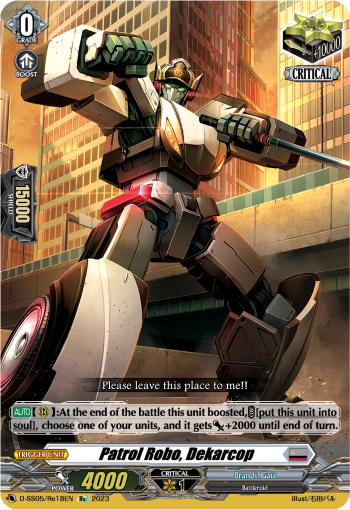 0
GRADE
BOOST
+10000
CRITICAL
15000
SHIELD
Please leave this place to me!!
AUTO :At the end of the battle this unit boosted, [put this unit into
soul], choose one of your units, and it gets +2000 until end of turn.
TRIGGER UNIT
Patrol Robo, Dekarcop
POWER
4000
CRITICAL
1
Brandt Gate
Battleroid
D-SS05/Re18EN 2023
illust/石田バル